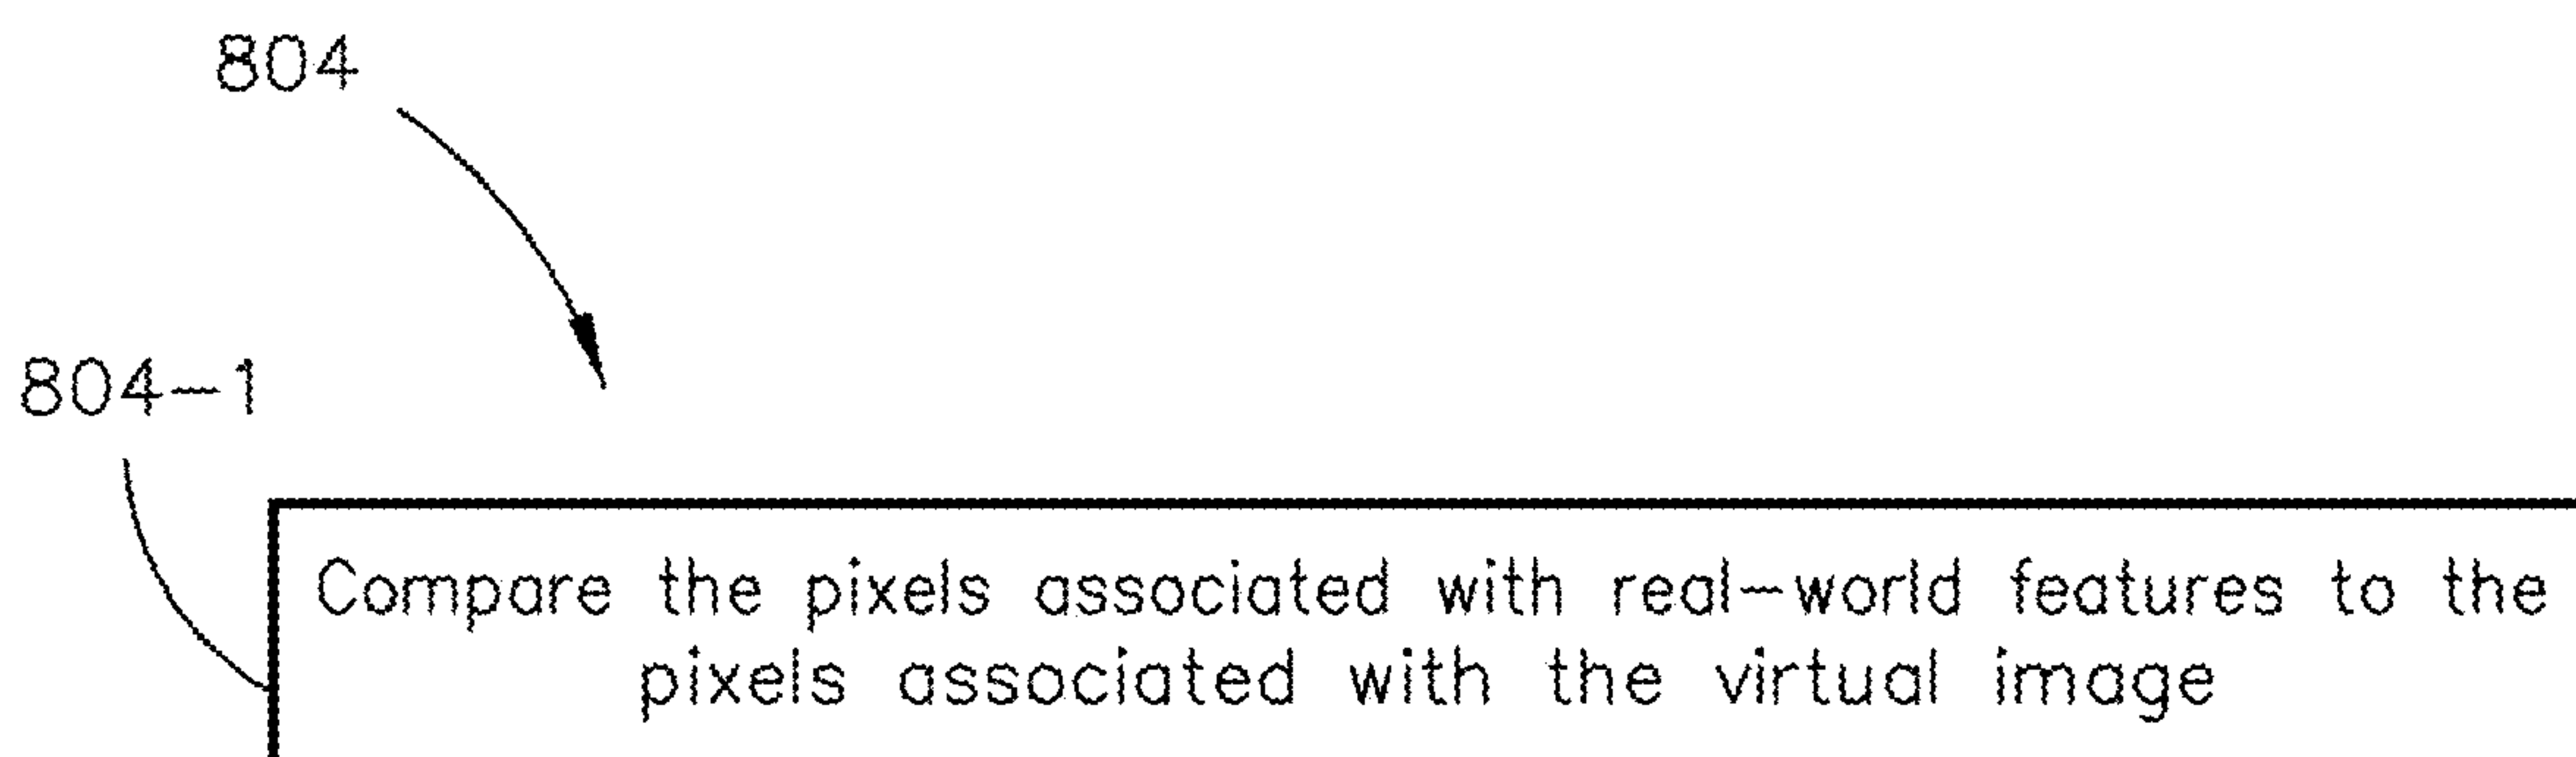 804
804-1
Compare the pixels associated with real-world features to the
pixels associated with the virtual image